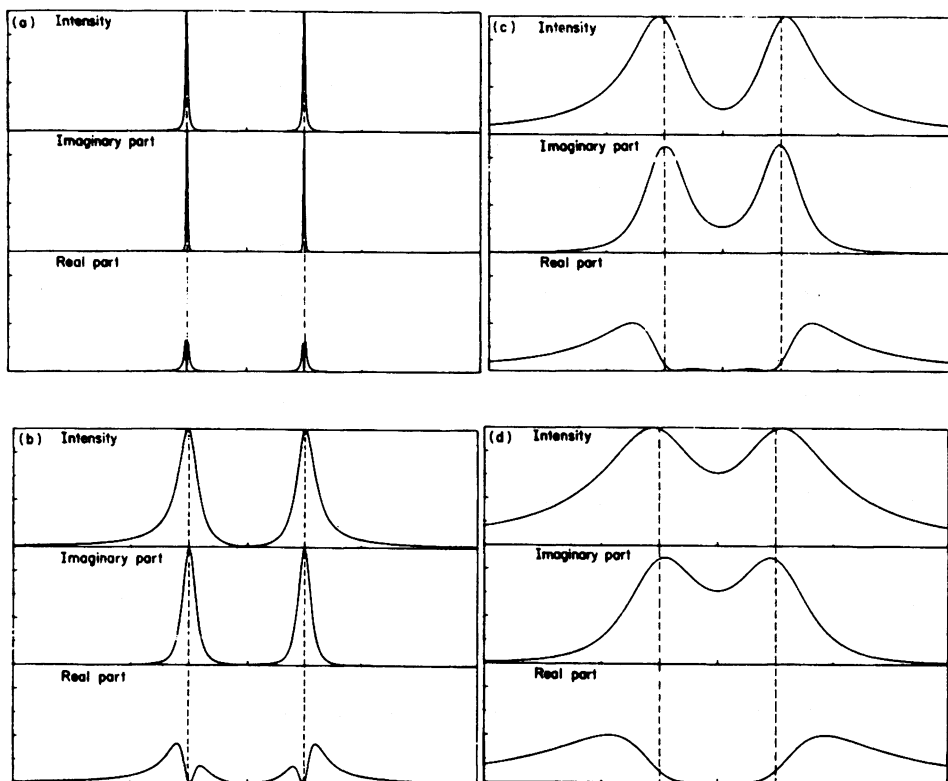 (a) Intensity
Imaginary part
Real part
(b) Intensity
Imaginary part
Real part
(c) Intensity
Imaginary part
Real part
(d) Intensity
Imaginary part
Real part